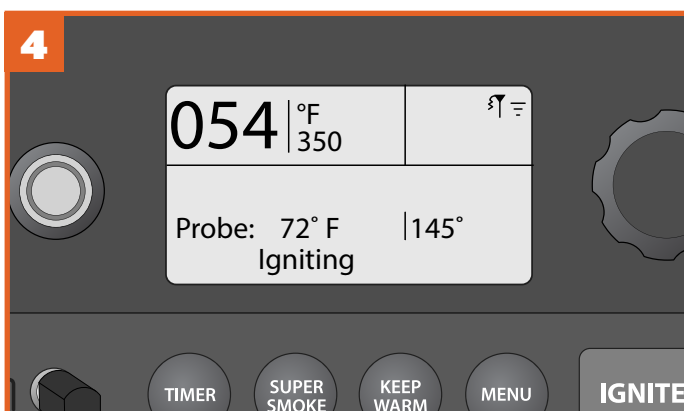 4
054 °F
350
Probe: 72° F 145°
Igniting
TIMER
SUPER
SMOKE
KEEP
WARM
MENU
IGNITE